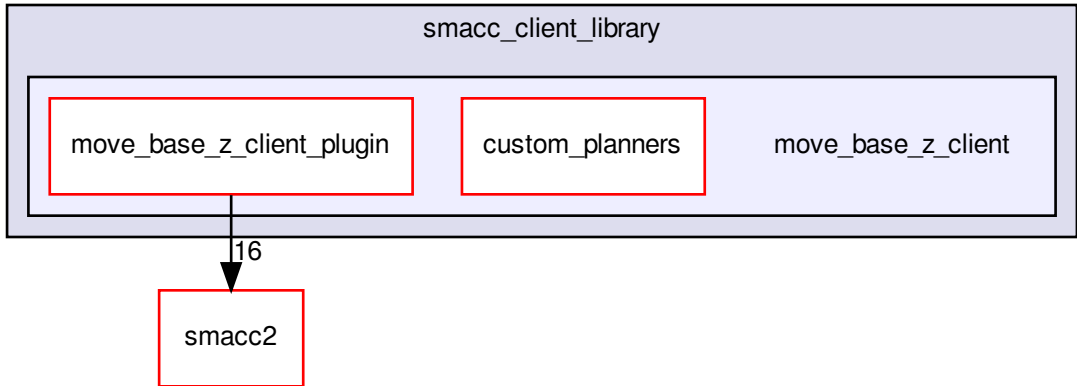 smacc_client_library
move_base_z_client_plugin
custom_planners
move_base_z_client
16
smacc2